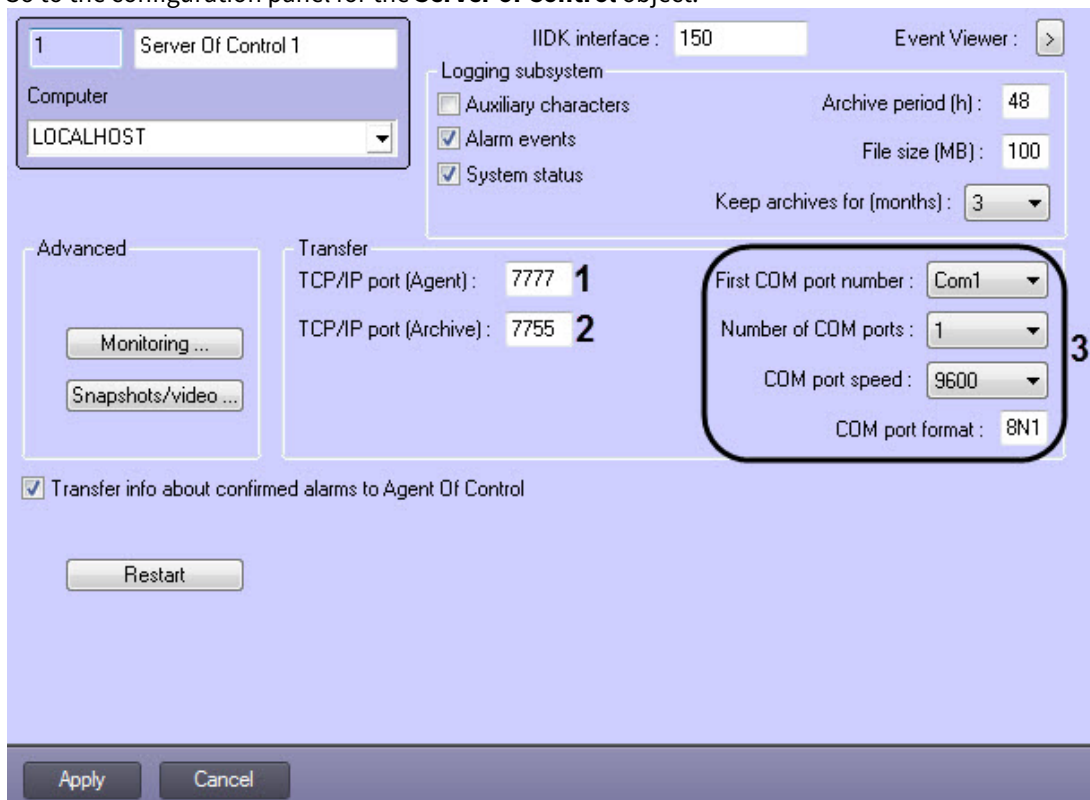 Go to the configuration panel for the Server of Control object.
1 Server Of Control 1 IIDK interface : 150 Event Viewer : >
Logging subsystem
Computer
Auxiliary characters Archive period (h) : 48
LOCALHOST
Alarm events File size (MB) : 100
System status
Keep archives for (months) : 3
Advanced Transfer
TCP/IP port (Agent) : 7777 1 First COM port number : Com1
Monitoring ... TCP/IP port (Archive) : 7755 2 Number of COM ports : 1
3
Snapshots/video ... COM port speed : 9600
COM port format : 8N1
Transfer info about confirmed alarms to Agent Of Control
Restart
Apply Cancel